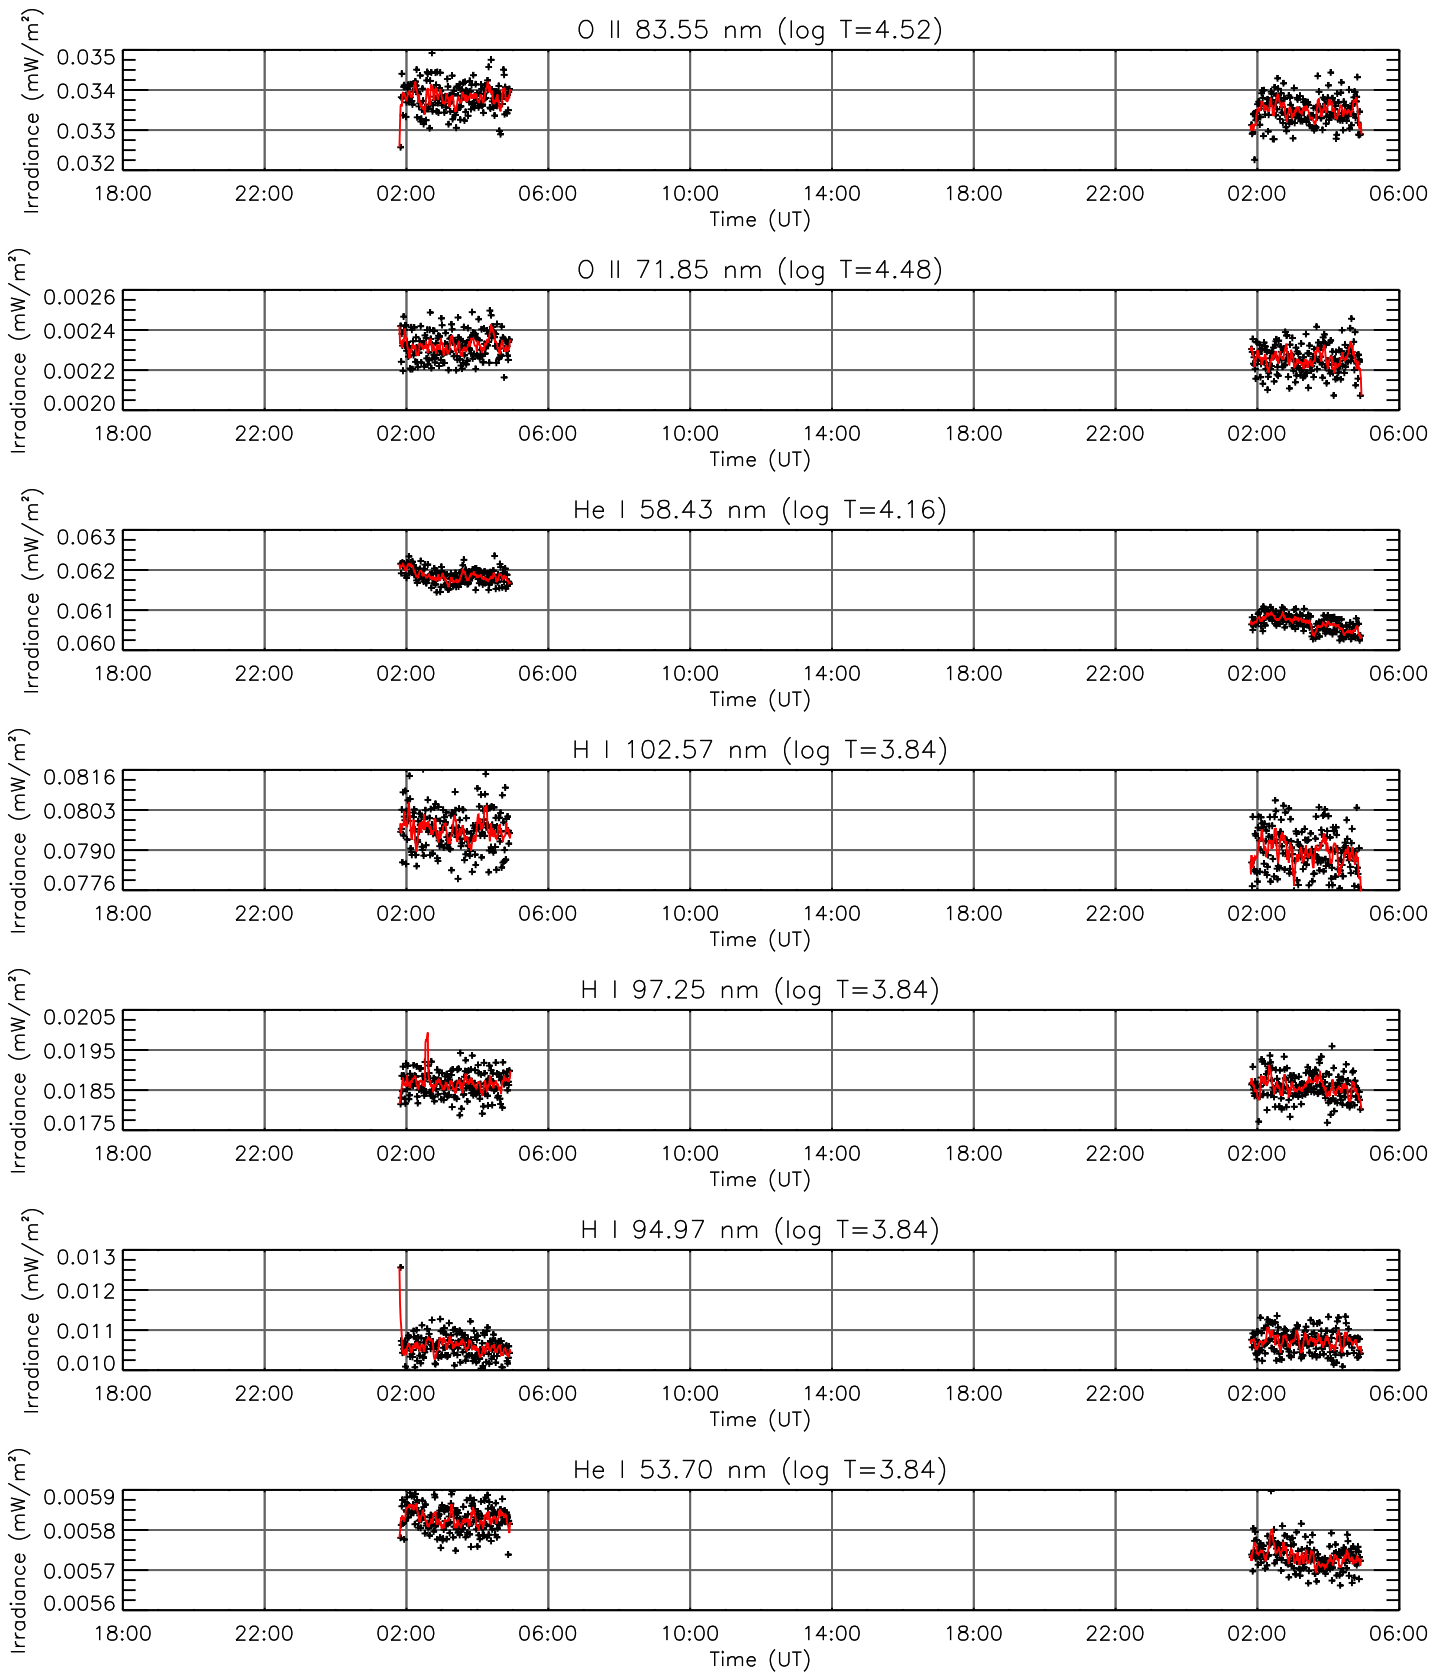 O II 83.55 nm (log T=4.52)
Irradiance (mW/m²)
0.035
0.034
0.033
0.032
18:00 22:00 02:00 06:00 10:00 14:00 18:00 22:00 02:00 06:00
Time (UT)
O II 71.85 nm (log T=4.48)
Irradiance (mW/m²)
0.0026
0.0024
0.0022
0.0020
18:00 22:00 02:00 06:00 10:00 14:00 18:00 22:00 02:00 06:00
Time (UT)
He I 58.43 nm (log T=4.16)
Irradiance (mW/m²)
0.063
0.062
0.061
0.060
18:00 22:00 02:00 06:00 10:00 14:00 18:00 22:00 02:00 06:00
Time (UT)
H I 102.57 nm (log T=3.84)
Irradiance (mW/m²)
0.0816
0.0803
0.0790
0.0776
18:00 22:00 02:00 06:00 10:00 14:00 18:00 22:00 02:00 06:00
Time (UT)
H I 97.25 nm (log T=3.84)
Irradiance (mW/m²)
0.0205
0.0195
0.0185
0.0175
18:00 22:00 02:00 06:00 10:00 14:00 18:00 22:00 02:00 06:00
Time (UT)
H I 94.97 nm (log T=3.84)
Irradiance (mW/m²)
0.013
0.012
0.011
0.010
18:00 22:00 02:00 06:00 10:00 14:00 18:00 22:00 02:00 06:00
Time (UT)
He I 53.70 nm (log T=3.84)
Irradiance (mW/m²)
0.0059
0.0058
0.0057
0.0056
18:00 22:00 02:00 06:00 10:00 14:00 18:00 22:00 02:00 06:00
Time (UT)